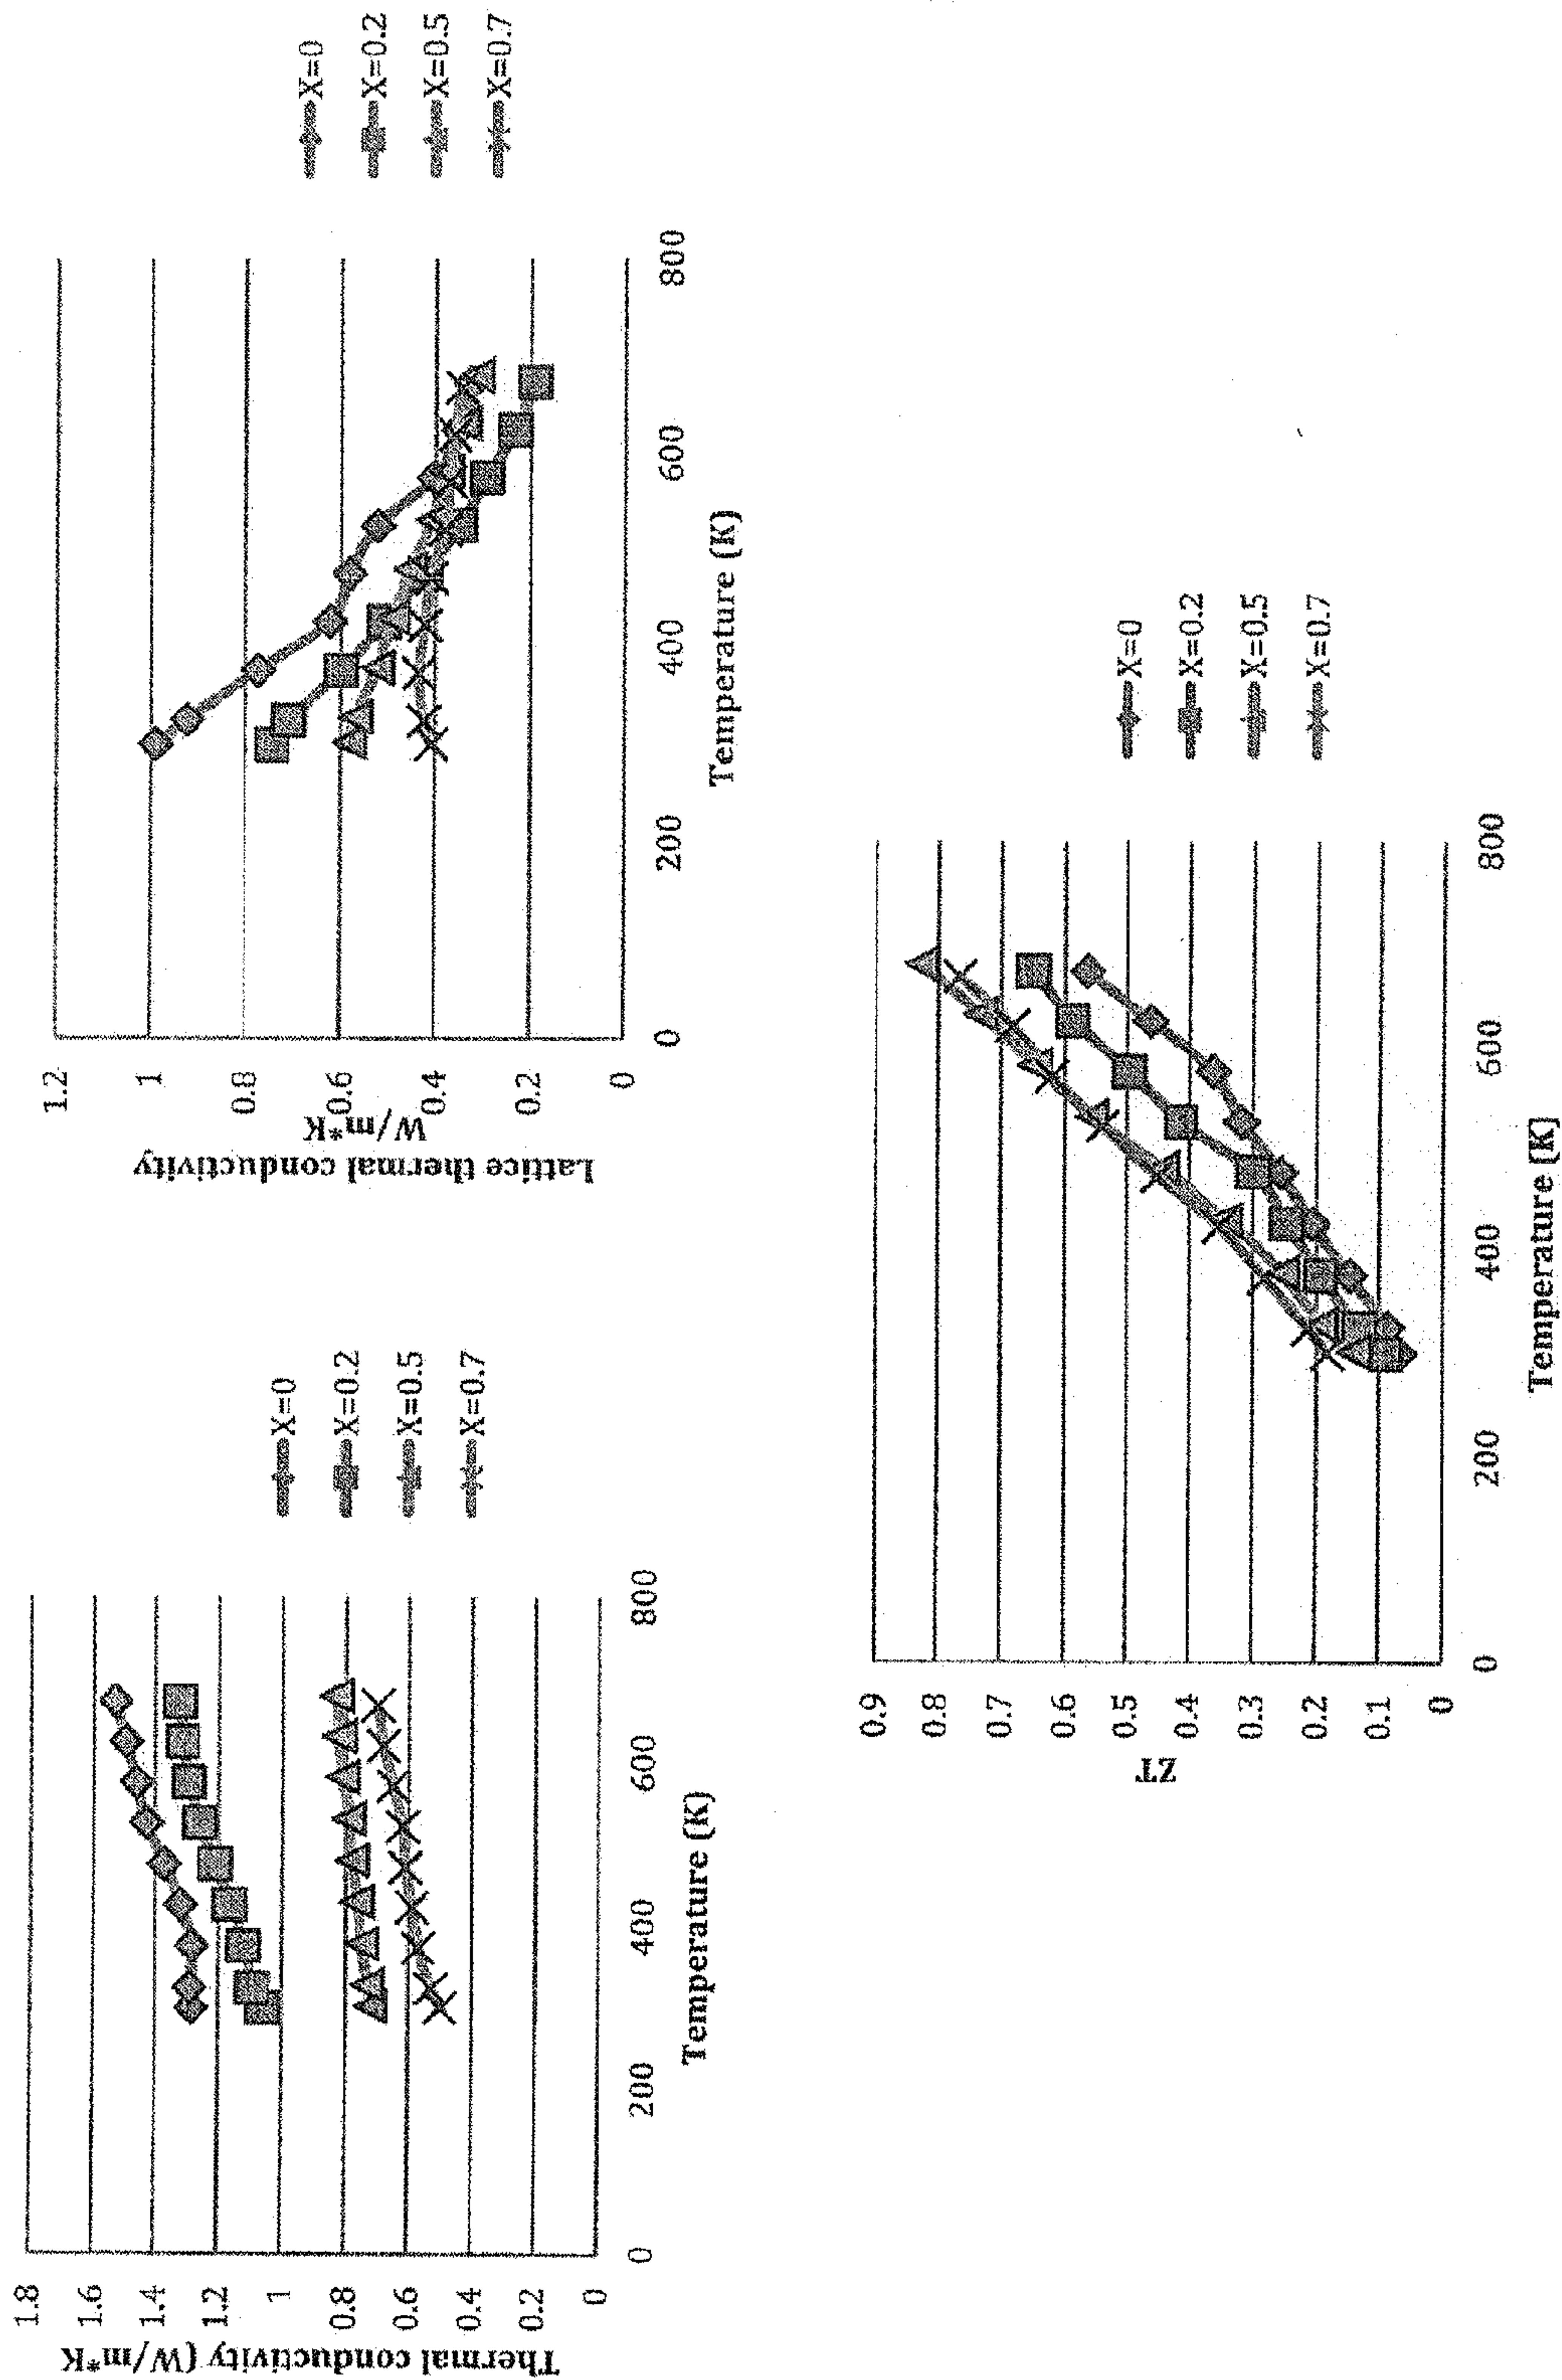 Thermal conductivity (W/m*K
1.8
1.6
1.4
1.2
1
0.8
0.6
0.4
0.2
0
0
200
400
600
800
Temperature (K)
X=0
X=0.2
X=0.5
X=0.7
Lattice thermal conductivity
W/m*K
1.2
1
0.8
0.6
0.4
0.2
0
0
200
400
600
800
Temperature (K)
X=0
X=0.2
X=0.5
X=0.7
ZT
0.9
0.8
0.7
0.6
0.5
0.4
0.3
0.2
0.1
0
0
200
400
600
800
Temperature (K)
X=0
X=0.2
X=0.5
X=0.7